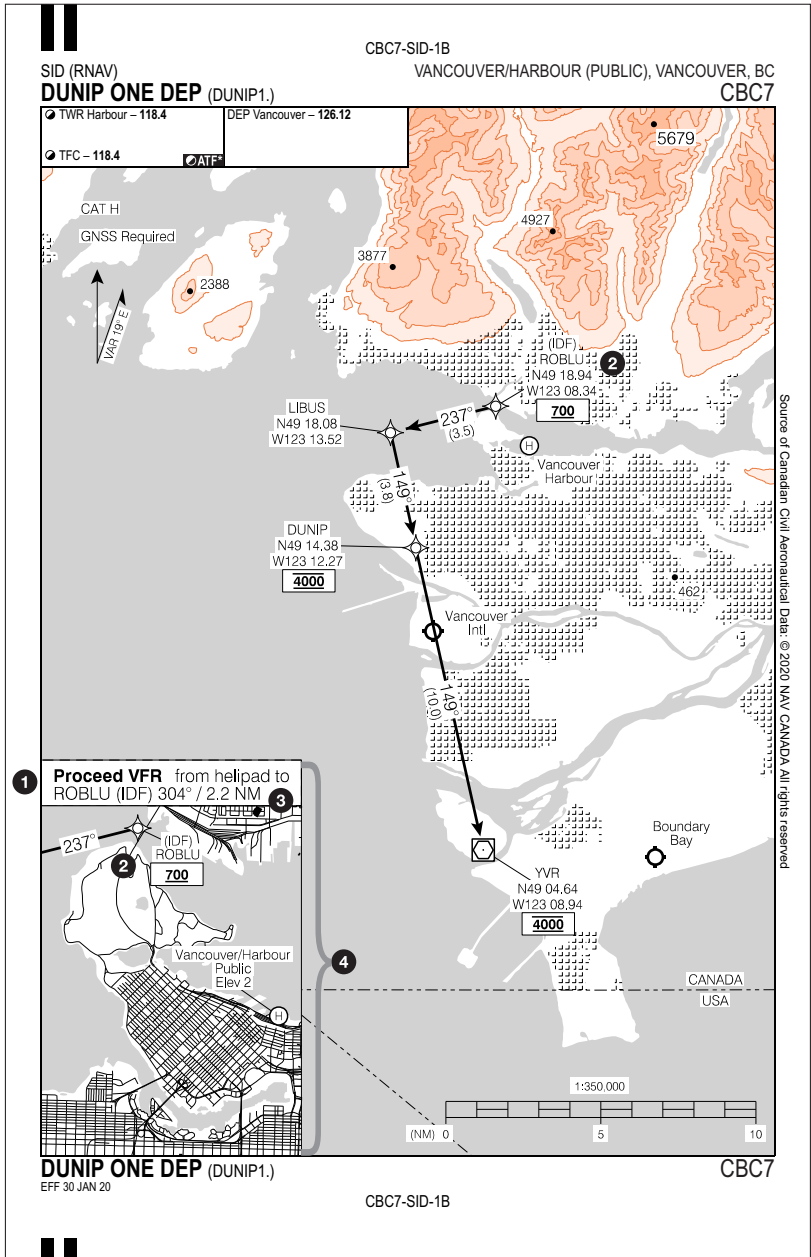 CBC7-SID-1B
SID (RNAV)
VANCOUVER/HARBOUR (PUBLIC), VANCOUVER, BC
DUNIP ONE DEP (DUNIP1.)
CBC7
TWR Harbour – 118.4
DEP Vancouver – 126.12
TFC – 118.4
ATF*
5679
CAT H
GNSS Required
4927
3877
2388
VAR 19° E
(IDF)
ROBLU
N49 18.94
W123 08.34
700
2
LIBUS
N49 18.08
W123 13.52
237°
(3.5)
H
Vancouver
Harbour
149°
(3.8)
DUNIP
N49 14.38
W123 12.27
4000
462
Vancouver
Intl
149°
(10.0)
Source of Canadian Civil Aeronautical Data: © 2020 NAV CANADA All rights reserved
1
Proceed VFR from helipad to
ROBLU (IDF) 304° / 2.2 NM
3
237°
(IDF)
ROBLU
2
700
Boundary
Bay
YVR
N49 04.64
W123 08.94
4000
Vancouver/Harbour
Public
Elev 2
4
H
CANADA
USA
1:350,000
(NM) 0 5 10
DUNIP ONE DEP (DUNIP1.)
CBC7
EFF 30 JAN 20
CBC7-SID-1B